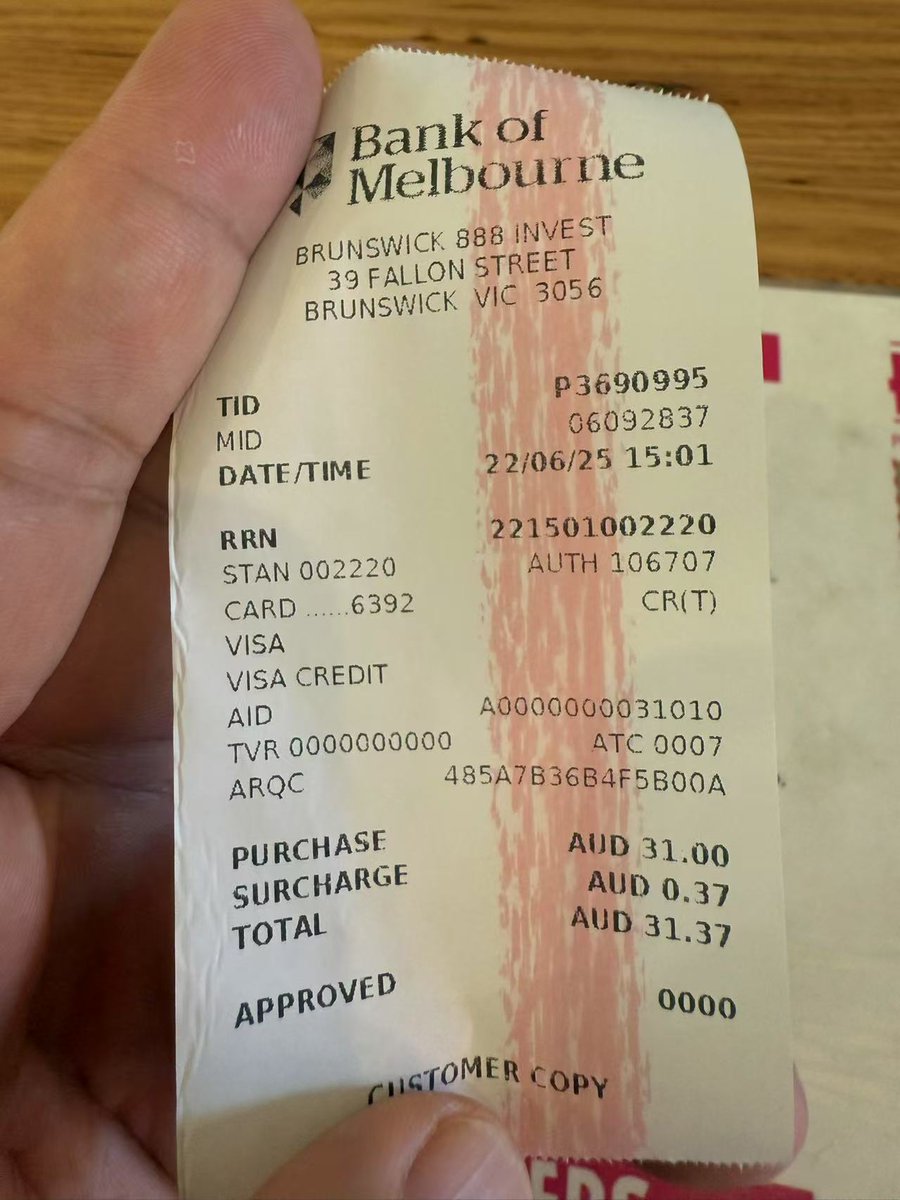 Bank of
Melbourne
BRUNSWICK 888 INVEST
39 FALLON STREET
BRUNSWICK VIC 3056
TID P3690995
MID 06092837
DATE/TIME 22/06/25 15:01
RRN 221501002220
STAN 002220 AUTH 106707
CARD ......6392 CR(T)
VISA
VISA CREDIT
AID A0000000031010
TVR 0000000000 ATC 0007
ARQC 485A7B36B4F5B00A
PURCHASE AUD 31.00
SURCHARGE AUD 0.37
TOTAL AUD 31.37
APPROVED 0000
CUSTOMER COPY